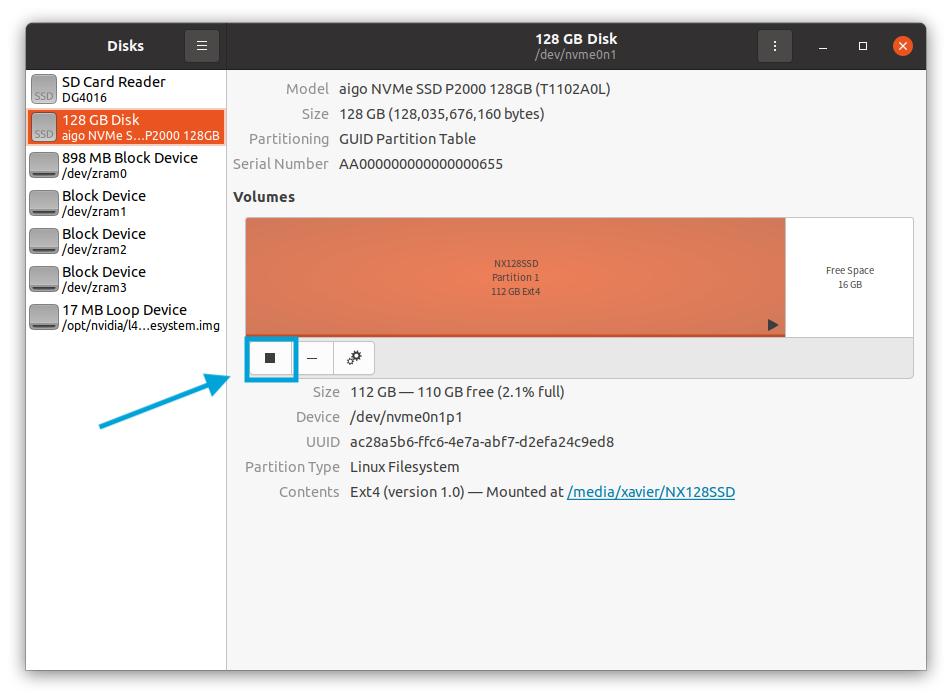 Disks
128 GB Disk
/dev/nvme0n1
SSD
SD Card Reader
DG4016
SSD
128 GB Disk
aigo NVMe S…P2000 128GB
898 MB Block Device
/dev/zram0
Block Device
/dev/zram1
Block Device
/dev/zram2
Block Device
/dev/zram3
17 MB Loop Device
/opt/nvidia/l4…esystem.img
Model aigo NVMe SSD P2000 128GB (T1102A0L)
Size 128 GB (128,035,676,160 bytes)
Partitioning GUID Partition Table
Serial Number AA000000000000000655
Volumes
NX128SSD
Partition 1
112 GB Ext4
Free Space
16 GB
Size 112 GB — 110 GB free (2.1% full)
Device /dev/nvme0n1p1
UUID ac28a5b6-ffc6-4e7a-abf7-d2efa24c9ed8
Partition Type Linux Filesystem
Contents Ext4 (version 1.0) — Mounted at /media/xavier/NX128SSD